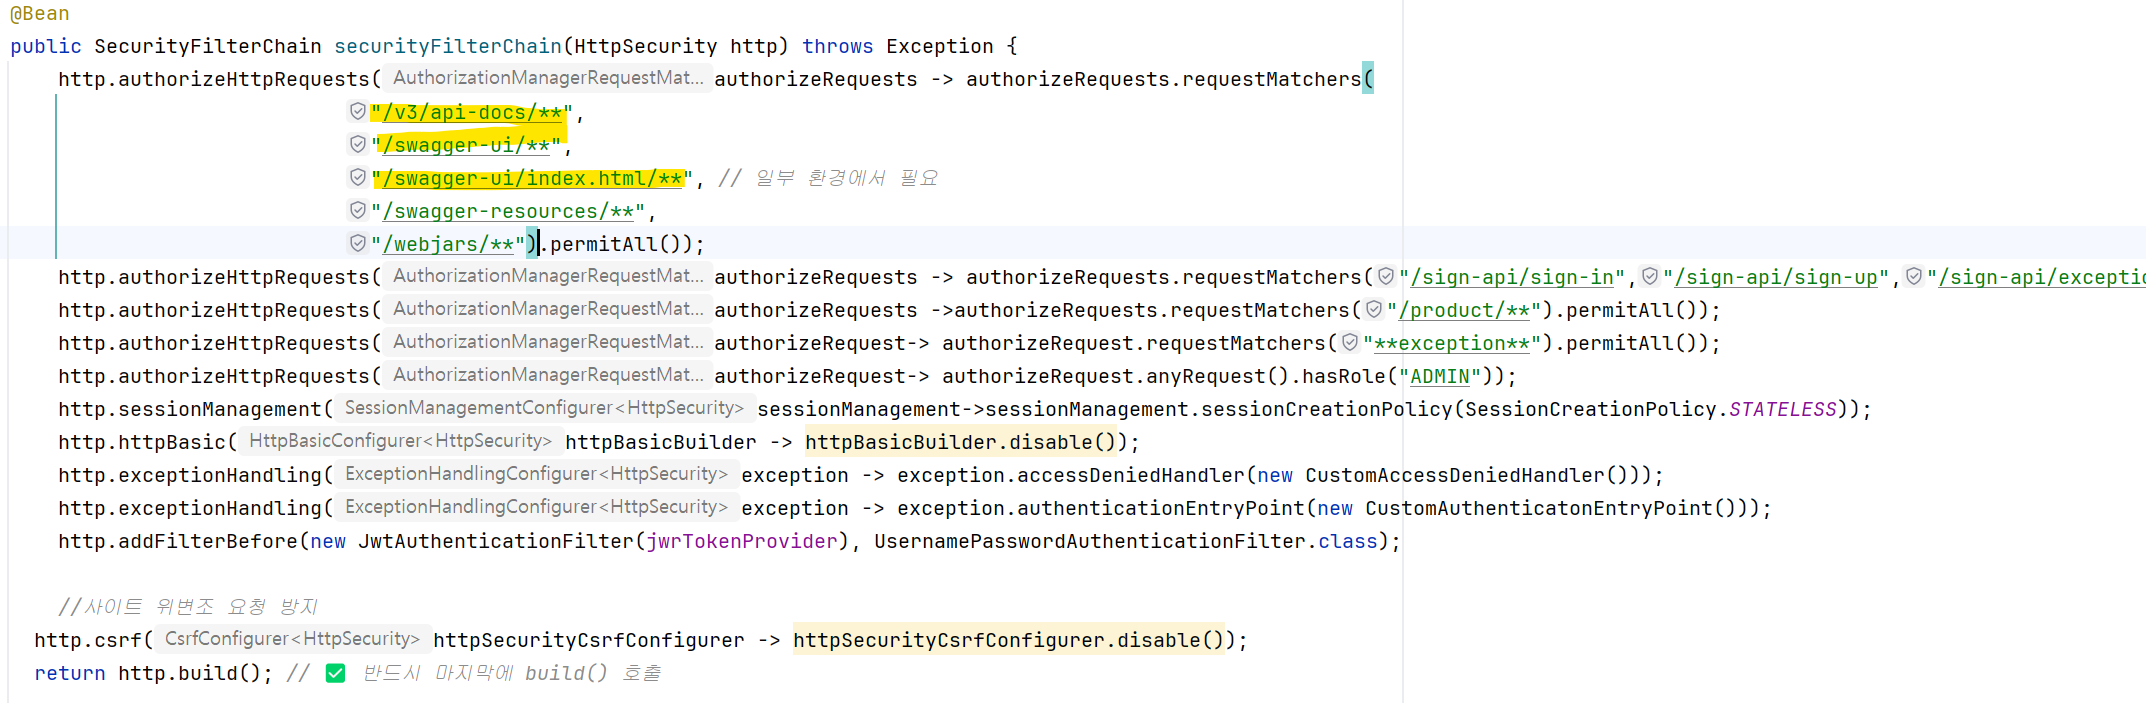 @Bean
public SecurityFilterChain securityFilterChain(HttpSecurity http) throws Exception {
http.authorizeHttpRequests( AuthorizationManagerRequestMat... authorizeRequests -> authorizeRequests.requestMatchers(
"/v3/api-docs/**",
"/swagger-ui/**",
"/swagger-ui/index.html/**", // 일부 환경에서 필요
"/swagger-resources/**",
"/webjars/**").permitAll());
http.authorizeHttpRequests( AuthorizationManagerRequestMat... authorizeRequests -> authorizeRequests.requestMatchers("/sign-api/sign-in","/sign-api/sign-up","/sign-api/exceptio
http.authorizeHttpRequests( AuthorizationManagerRequestMat... authorizeRequests ->authorizeRequests.requestMatchers("/product/**").permitAll());
http.authorizeHttpRequests( AuthorizationManagerRequestMat... authorizeRequest-> authorizeRequest.requestMatchers("**exception**").permitAll());
http.authorizeHttpRequests( AuthorizationManagerRequestMat... authorizeRequest-> authorizeRequest.anyRequest().hasRole("ADMIN"));
http.sessionManagement( SessionManagementConfigurer<HttpSecurity> sessionManagement->sessionManagement.sessionCreationPolicy(SessionCreationPolicy.STATELESS));
http.httpBasic( HttpBasicConfigurer<HttpSecurity> httpBasicBuilder -> httpBasicBuilder.disable());
http.exceptionHandling( ExceptionHandlingConfigurer<HttpSecurity> exception -> exception.accessDeniedHandler(new CustomAccessDeniedHandler()));
http.exceptionHandling( ExceptionHandlingConfigurer<HttpSecurity> exception -> exception.authenticationEntryPoint(new CustomAuthenticatonEntryPoint()));
http.addFilterBefore(new JwtAuthenticationFilter(jwrTokenProvider), UsernamePasswordAuthenticationFilter.class);
//사이트 위변조 요청 방지
http.csrf( CsrfConfigurer<HttpSecurity> httpSecurityCsrfConfigurer -> httpSecurityCsrfConfigurer.disable());
return http.build(); // ✅ 반드시 마지막에 build() 호출